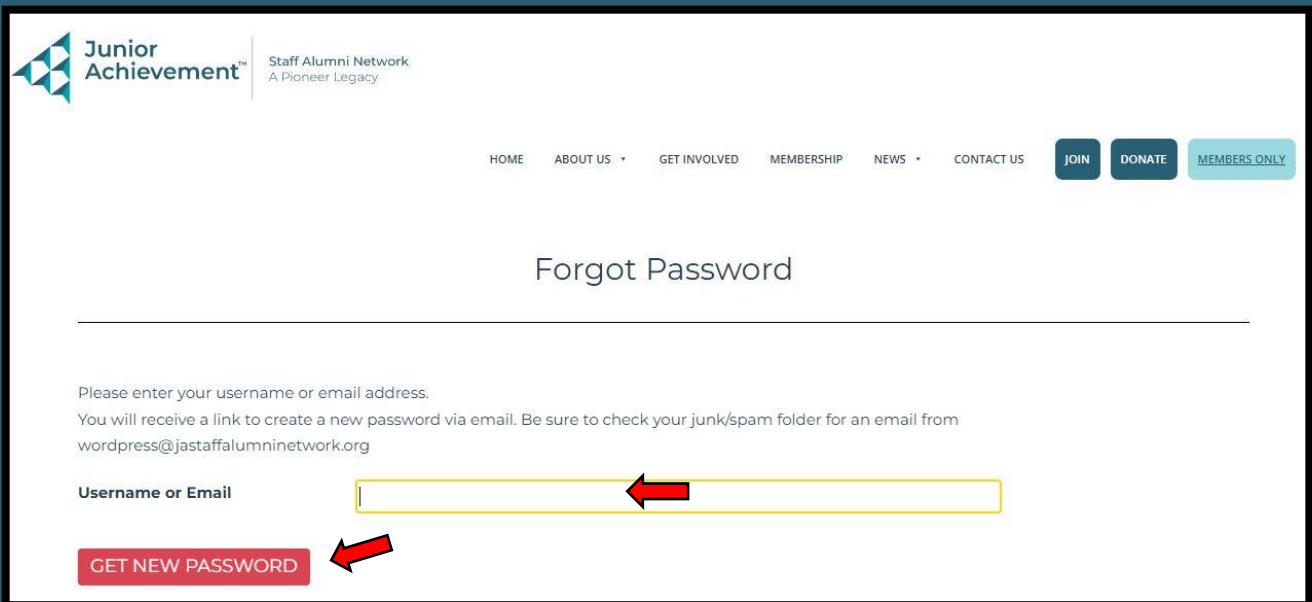 Junior
Achievement™
Staff Alumni Network
A Pioneer Legacy
HOME ABOUT US GET INVOLVED MEMBERSHIP NEWS CONTACT US JOIN DONATE MEMBERS ONLY
Forgot Password
Please enter your username or email address.
You will receive a link to create a new password via email. Be sure to check your junk/spam folder for an email from
wordpress@jastaffalumninetwork.org
Username or Email
GET NEW PASSWORD